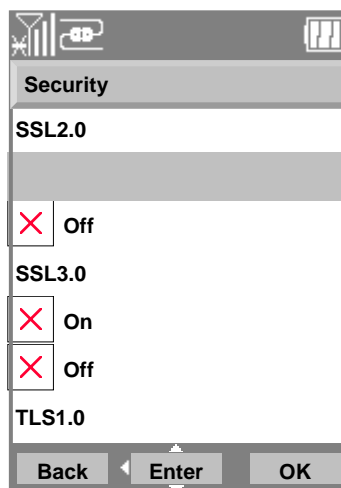 Security
SSL2.0
Off
SSL3.0
On
Off
TLS1.0
Back Enter OK